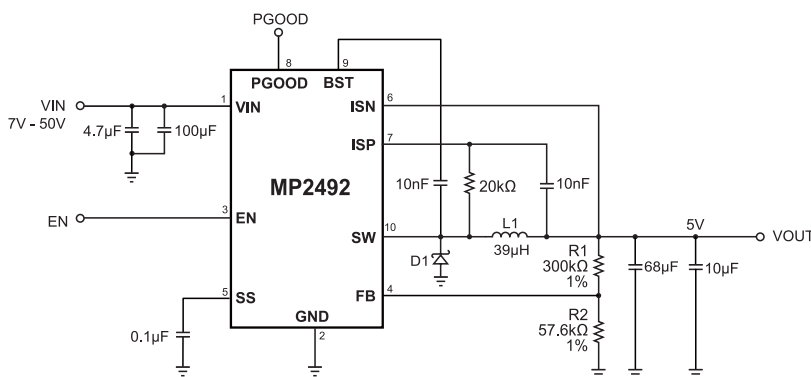 PGOOD
8
9
PGOOD
BST
VIN
7V - 50V
1
VIN
4.7µF
100µF
ISN
6
ISP
7
MP2492
10nF
20kΩ
10nF
EN
3
EN
SW
10
L1
39µH
5V
VOUT
D1
R1
300kΩ
1%
68µF
10µF
5
SS
FB
4
0.1µF
GND
2
R2
57.6kΩ
1%